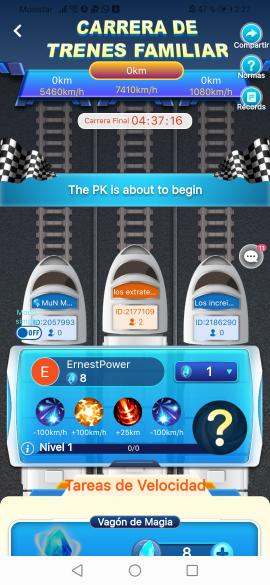 Movistar
47 %
12:22
CARRERA DE
TRENES FAMILIAR
Compartir
0km
0km
0km
5460km/h
7410km/h
1080km/h
Normas
Records
Carrera Final 04:37:16
The PK is about to begin
11
MuN M...
los extrate...
Los increi...
ID:2057993
ID:2177109
ID:2186290
0
2
0
OFF
E
ErnestPower
8
1
-100km/h
+100km/h
+25km
-100km/h
?
Nivel 1
0/0
Tareas de Velocidad
Vagón de Magia
8